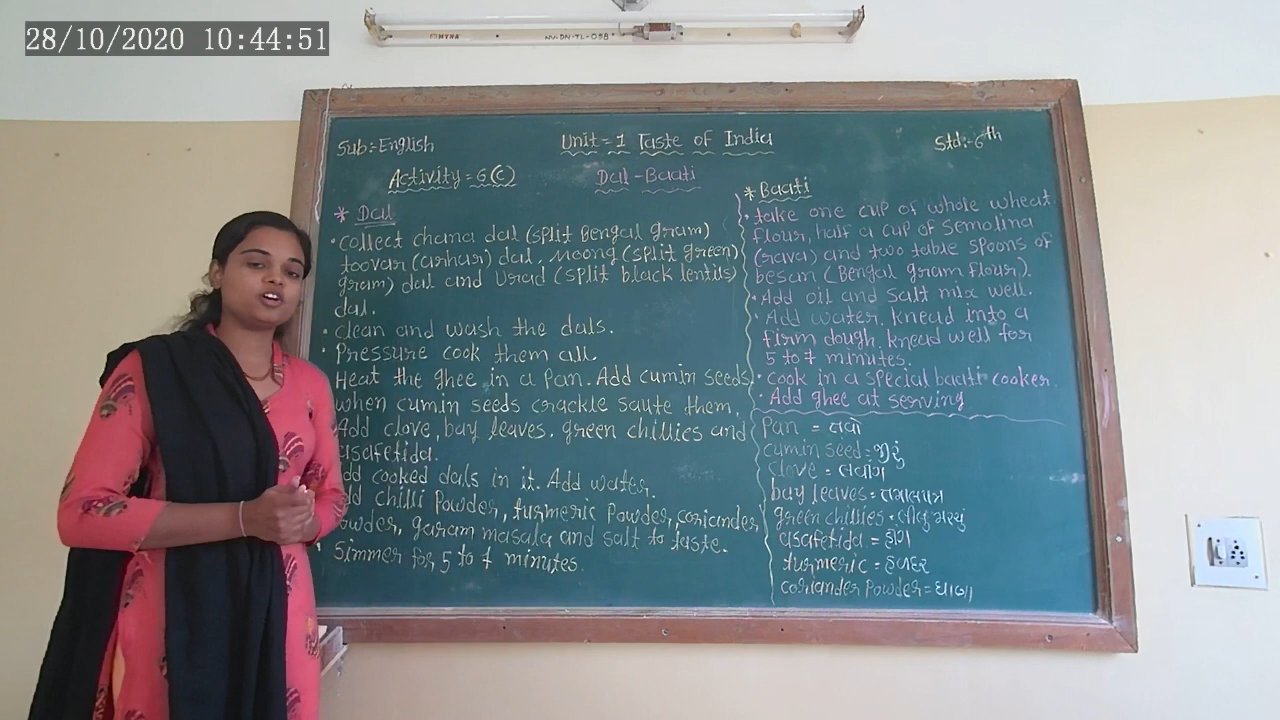 28/10/2020 10:44:51
MYNA
NV-DN-TL-058
Sub:-English
Unit=1 Taste of India
Std:-6th
Activity=6(C)
Dal-Baati
* Dal
• collect chana dal (split Bengal gram)
toovar (arhar) dal, moong (split green)
gram) dal and Urad (split black lentils)
dal.
• clean and wash the dals.
• Pressure cook them all.
Heat the ghee in a pan. Add cumin seeds
when cumin seeds crackle saute them.
Add clove, bay leaves, green chillies and
asafetida.
dd cooked dals in it. Add water.
dd chilli Powder, turmeric Powder, coriander
owder, garam masala and salt to taste.
• Simmer for 5 to 7 minutes.
* Baati
• take one cup of whole wheat
flour, half a cup of semolina
(rava) and two table spoons of
besan (Bengal gram flour).
• Add oil and salt mix well.
• Add water, knead into a
firm dough, knead well for
5 to 7 minutes.
• cook in a special baati cooker
• Add ghee at serving
Pan = તવા
cumin seed = જીરું
clove = લવીંગ
bay leaves = તમાલપત્ર
green chillies = લીલું મરચું
asafetida = હીંગ
turmeric = હળદર
coriander Powder = ધાણા